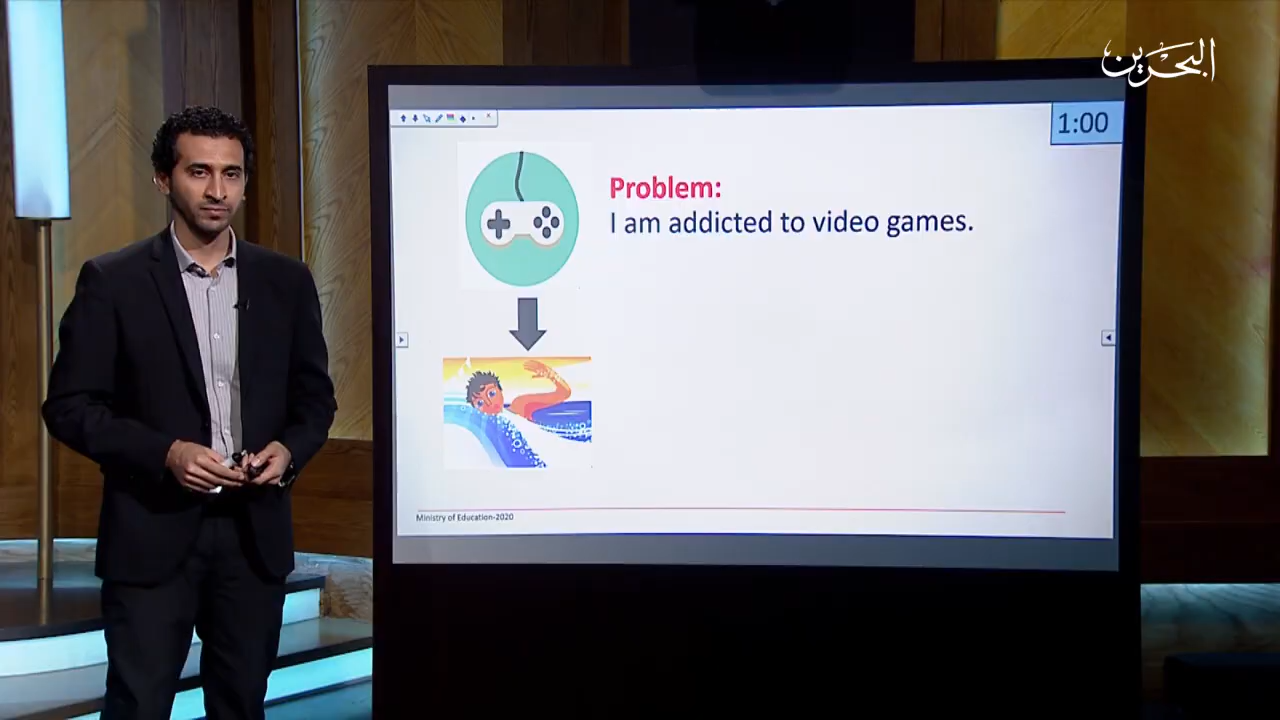 البحرين
1:00
Problem:
I am addicted to video games.
Ministry of Education-2020